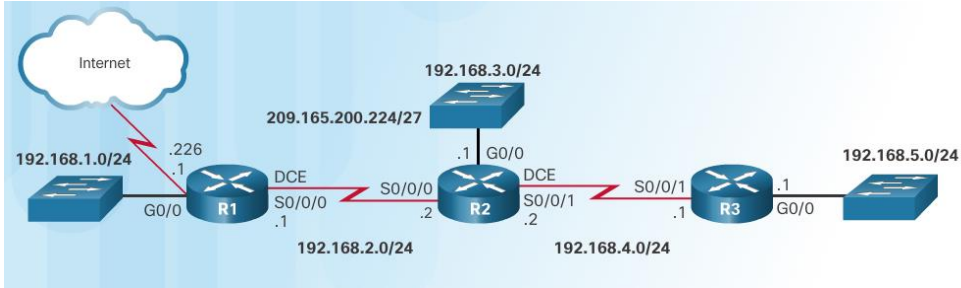 Internet
192.168.3.0/24
209.165.200.224/27
192.168.1.0/24
.226
.1
.1 G0/0
192.168.5.0/24
DCE
DCE
S0/0/0
S0/0/1
.1
G0/0
R1
S0/0/0
.1
.2
R2
S0/0/1
.2
.1
R3
G0/0
192.168.2.0/24
192.168.4.0/24